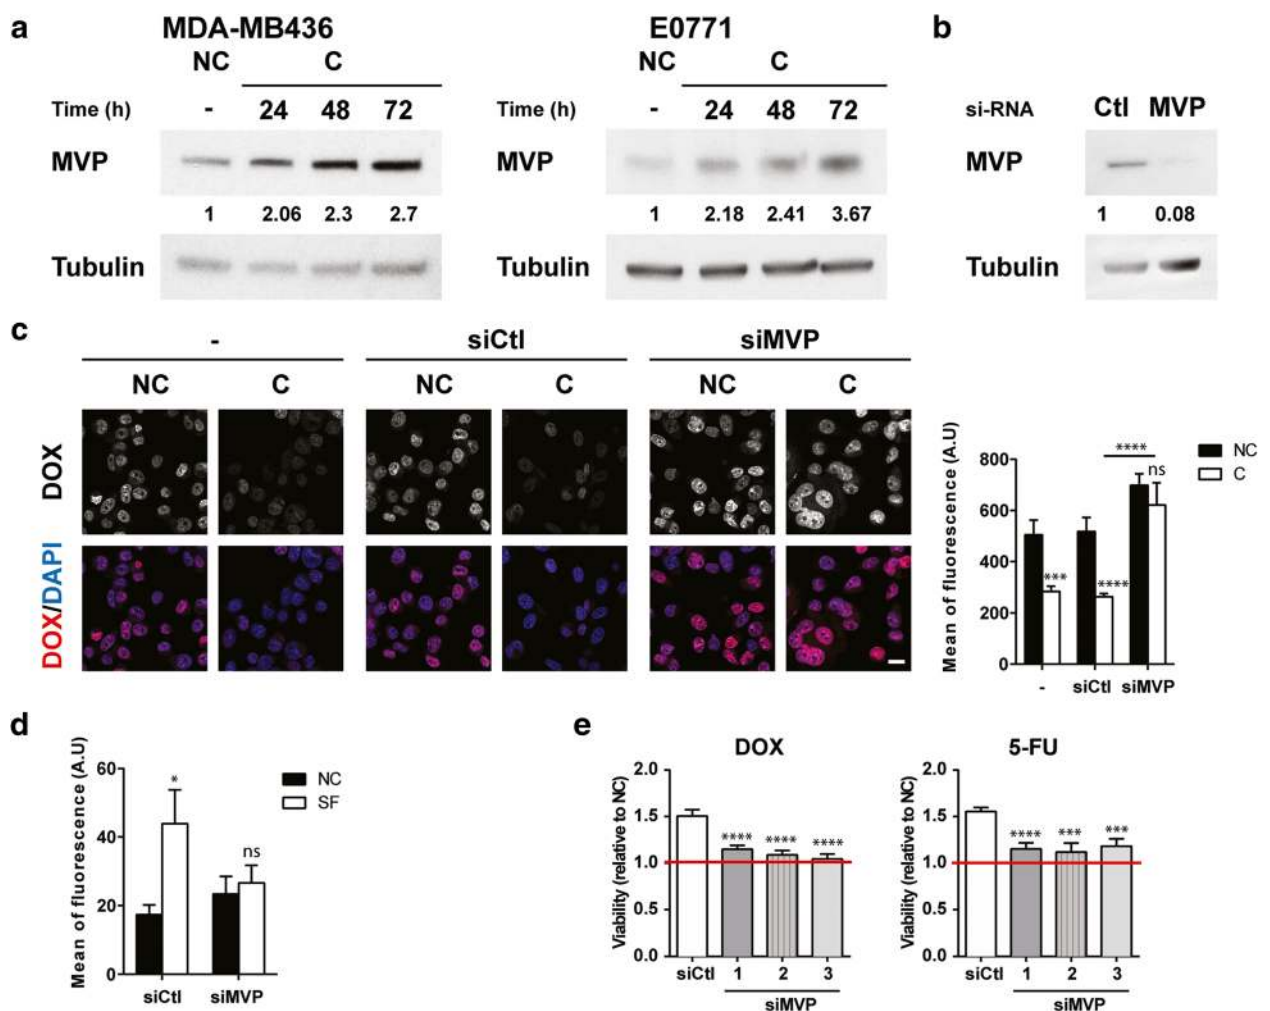 a
MDA-MB436
NC C
Time (h) - 24 48 72
MVP
1 2.06 2.3 2.7
Tubulin
E0771
NC C
Time (h) - 24 48 72
MVP
1 2.18 2.41 3.67
Tubulin
b
si-RNA Ctl MVP
MVP
1 0.08
Tubulin
c
- siCtl siMVP
NC C NC C NC C
DOX
DOX/DAPI
Mean of fluorescence (A.U)
800
600
400
200
0
*** **** **** ns
- siCtl siMVP
NC
C
d
Mean of fluorescence (A.U)
60
40
20
0
* ns
siCtl siMVP
NC
SF
e
DOX
Viability (relative to NC)
2.0
1.5
1.0
0.5
0.0
**** **** ****
siCtl 1 2 3
siMVP
5-FU
Viability (relative to NC)
2.0
1.5
1.0
0.5
0.0
**** *** ***
siCtl 1 2 3
siMVP